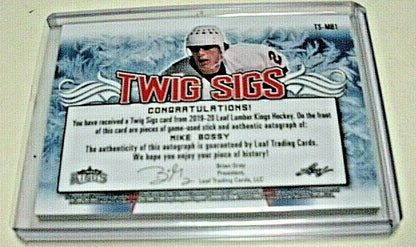 TS-MB1
2
TWIG SIGS
CONGRATULATIONS!
You have received a Twig Sigs card from 2019-20 Leaf Lumber Kings Hockey. On the front
of this card are pieces of game-used stick and authentic autograph of:
MIKE BOSSY
The authenticity of this autograph is guaranteed by Leaf Trading Cards.
We hope you enjoy your piece of history!
Brian Gray
President,
Leaf Trading Cards, LLC
KINGS
Leaf